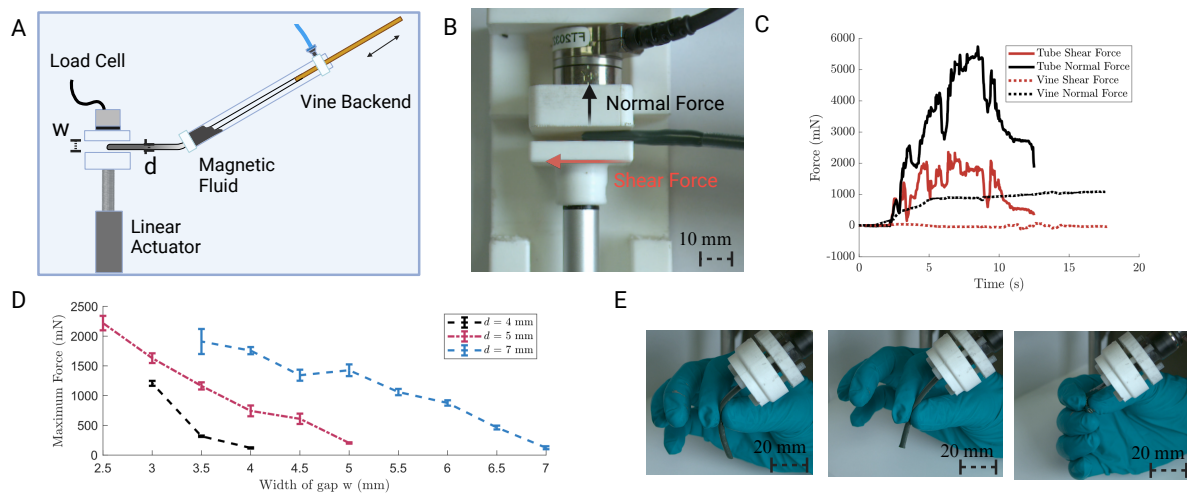 A
Load Cell
W
d
Vine Backend
Magnetic
Fluid
Linear
Actuator
B
Normal Force
Shear Force
10 mm
C
6000
5000
4000
3000
2000
1000
0
-1000
Force (mN)
0
5
10
15
20
Time (s)
Tube Shear Force
Tube Normal Force
Vine Shear Force
Vine Normal Force
D
2500
2000
1500
1000
500
0
Maximum Force (mN)
2.5
3
3.5
4
4.5
5
5.5
6
6.5
7
Width of gap w (mm)
d = 4 mm
d = 5 mm
d = 7 mm
E
20 mm
20 mm
20 mm